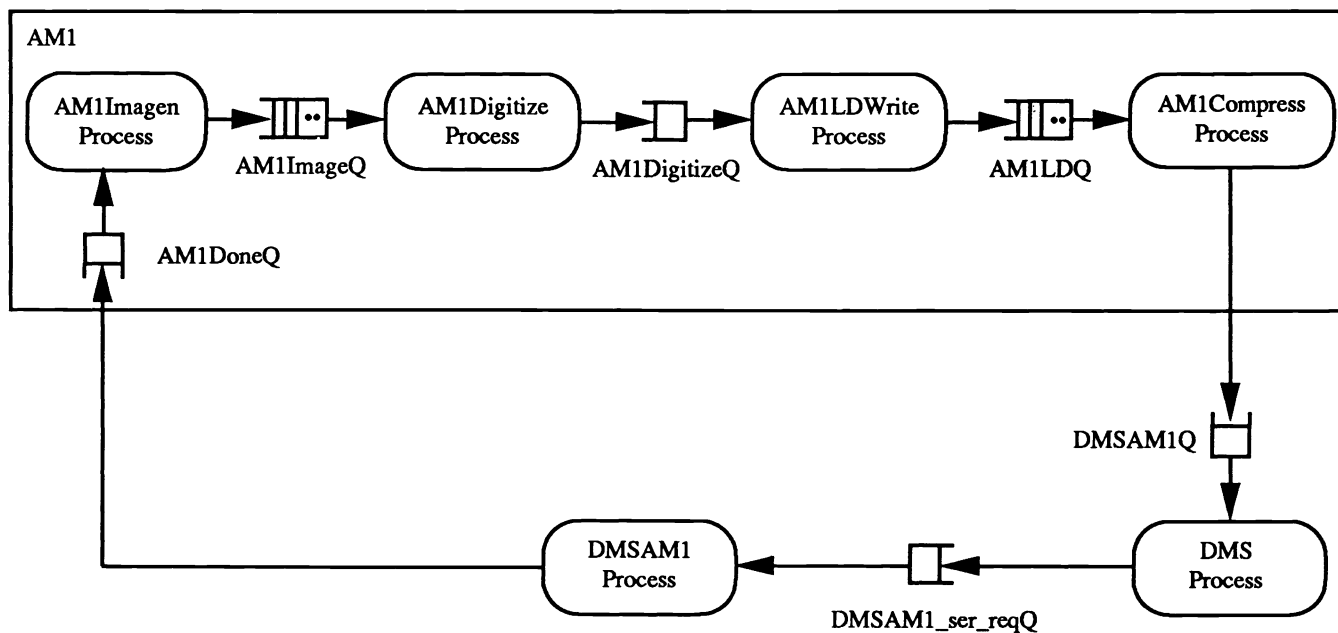 AM1
AM1Imagen
Process
AM1Digitize
Process
AM1LDWrite
Process
AM1Compress
Process
AM1ImageQ
AM1DigitizeQ
AM1LDQ
AM1DoneQ
DMSAM1Q
DMSAM1
Process
DMS
Process
DMSAM1_ser_reqQ